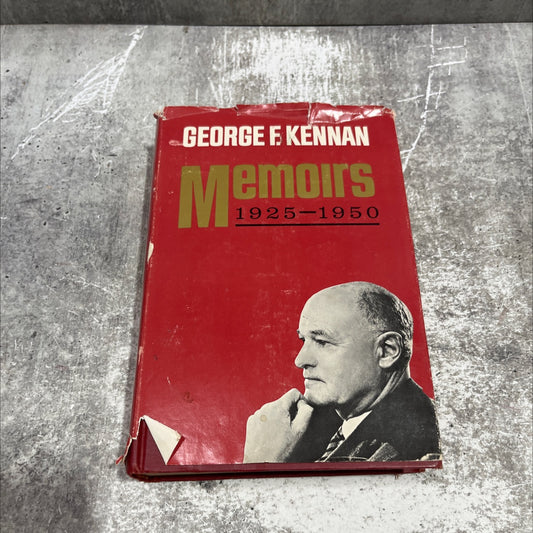 GEORGE F. KENNAN
Memoirs
1925—1950